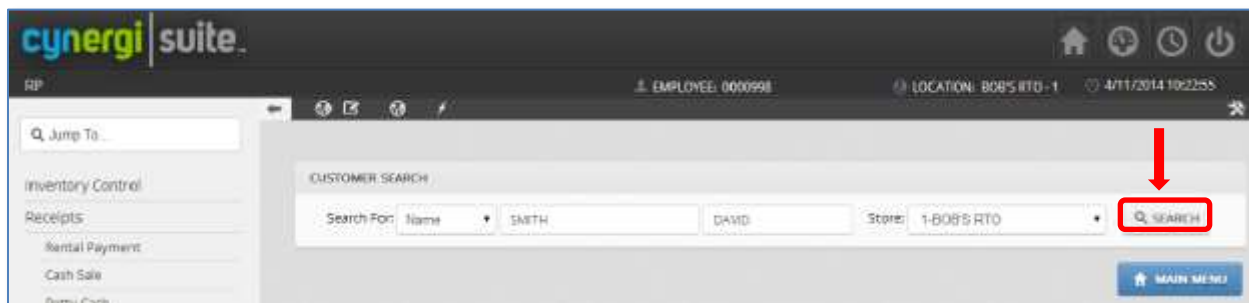 cynergi|suite.
RP EMPLOYEE: 0000998 LOCATION: BOB'S RTO - 1 4/11/2014 10:22:55
Jump To...
Inventory Control CUSTOMER SEARCH
Receipts Search For: Name SMITH DAVID Store: 1-BOB'S RTO SEARCH
Rental Payment
Cash Sale MAIN MENU
Petty Cash